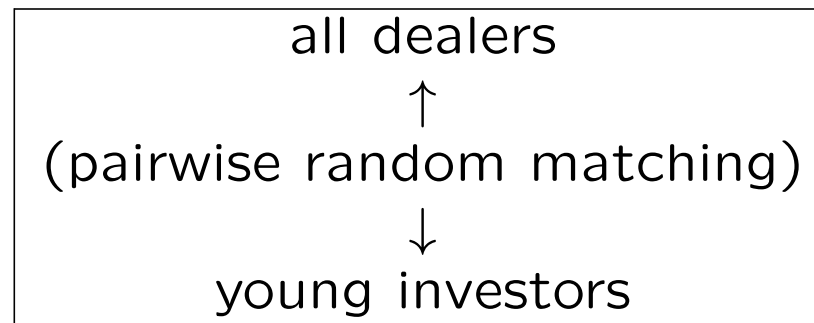 all dealers
↑
(pairwise random matching)
↓
young investors